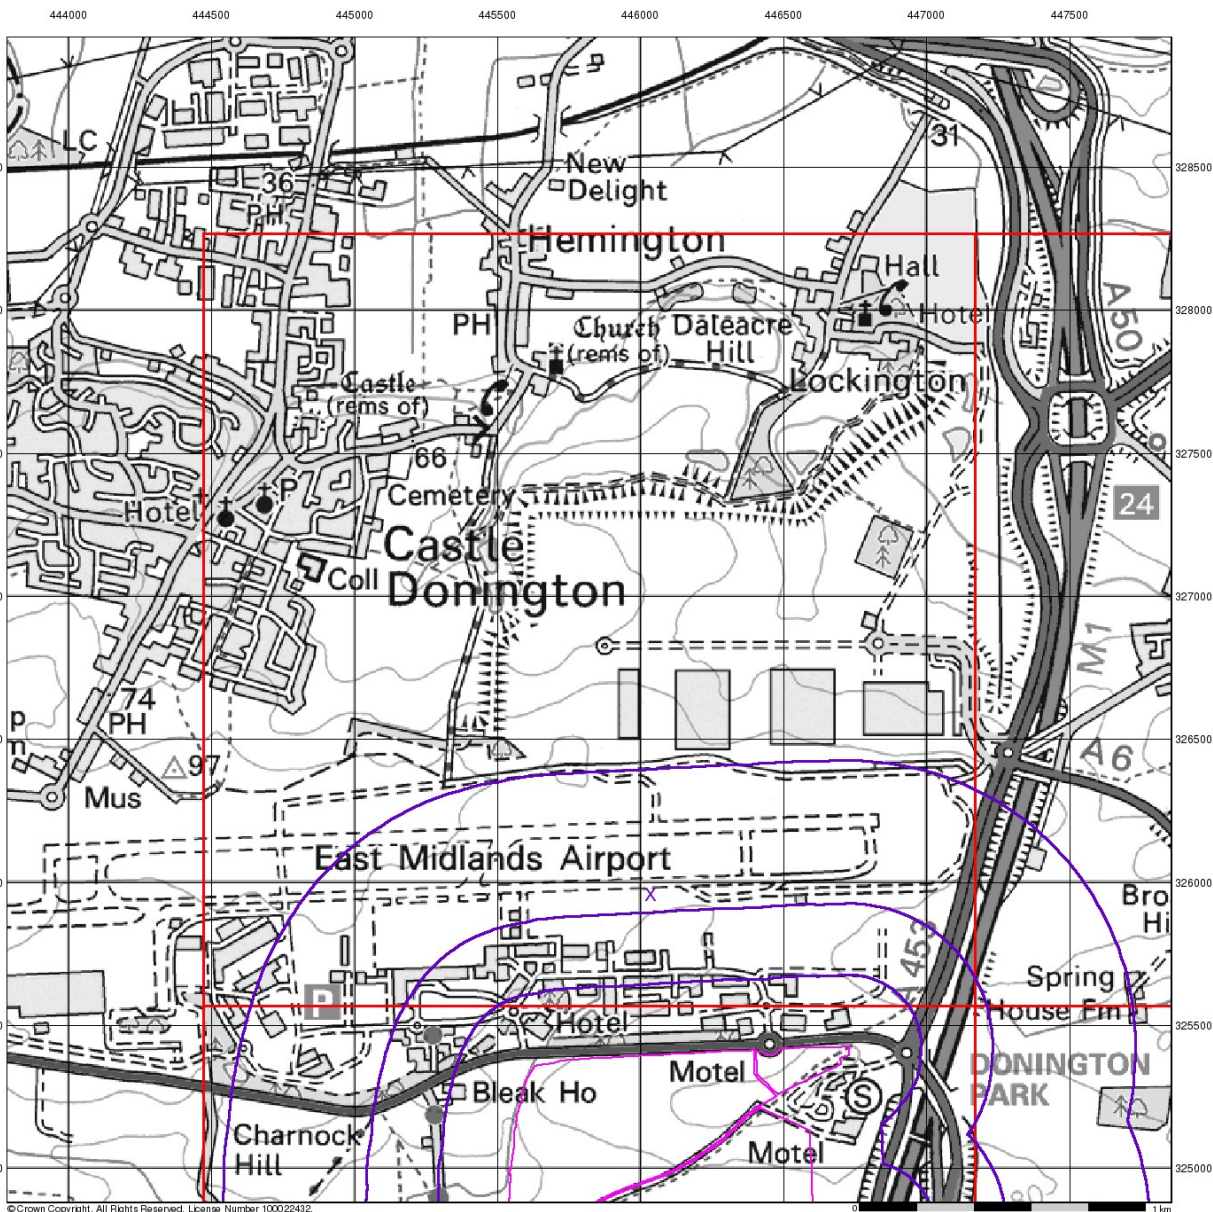 444000 444500 445000 445500 446000 446500 447000 447500
LC
31
New
Delight
328500
36
PH
Hemington
Hall
Hotel
328000
A50
PH
Church
(rems of)
Daleacre
Hill
Castle
(rems of)
Lockington
66
327500
P
Hotel
Cemetery
24
Castle
Donington
Coll
327000
M1
74
PH
p
n
97
326500
A6
Mus
East Midlands Airport
326000
X
Bro
Hi
A 453
Spring
House Fm
P
Hotel
325500
DONINGTON
PARK
Motel
Bleak Ho
S
Charnock
Hill
Motel
325000
80
©Crown Copyright. All Rights Reserved. License Number 100022432.
0 1 km